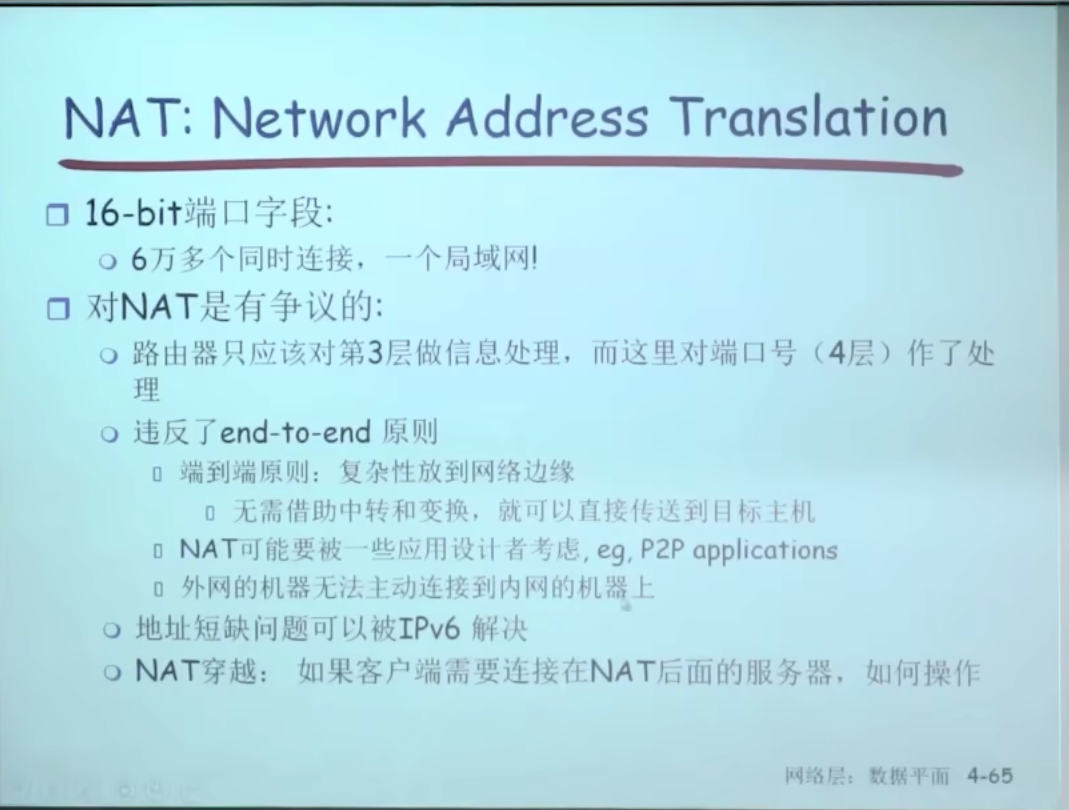 NAT: Network Address Translation
16-bit端口字段:
6万多个同时连接，一个局域网!
对NAT是有争议的:
路由器只应该对第3层做信息处理，而这里对端口号（4层）作了处
理
违反了end-to-end 原则
端到端原则：复杂性放到网络边缘
无需借助中转和变换，就可以直接传送到目标主机
NAT可能要被一些应用设计者考虑, eg, P2P applications
外网的机器无法主动连接到内网的机器上
地址短缺问题可以被IPv6 解决
NAT穿越： 如果客户端需要连接在NAT后面的服务器，如何操作
网络层：数据平面 4-65